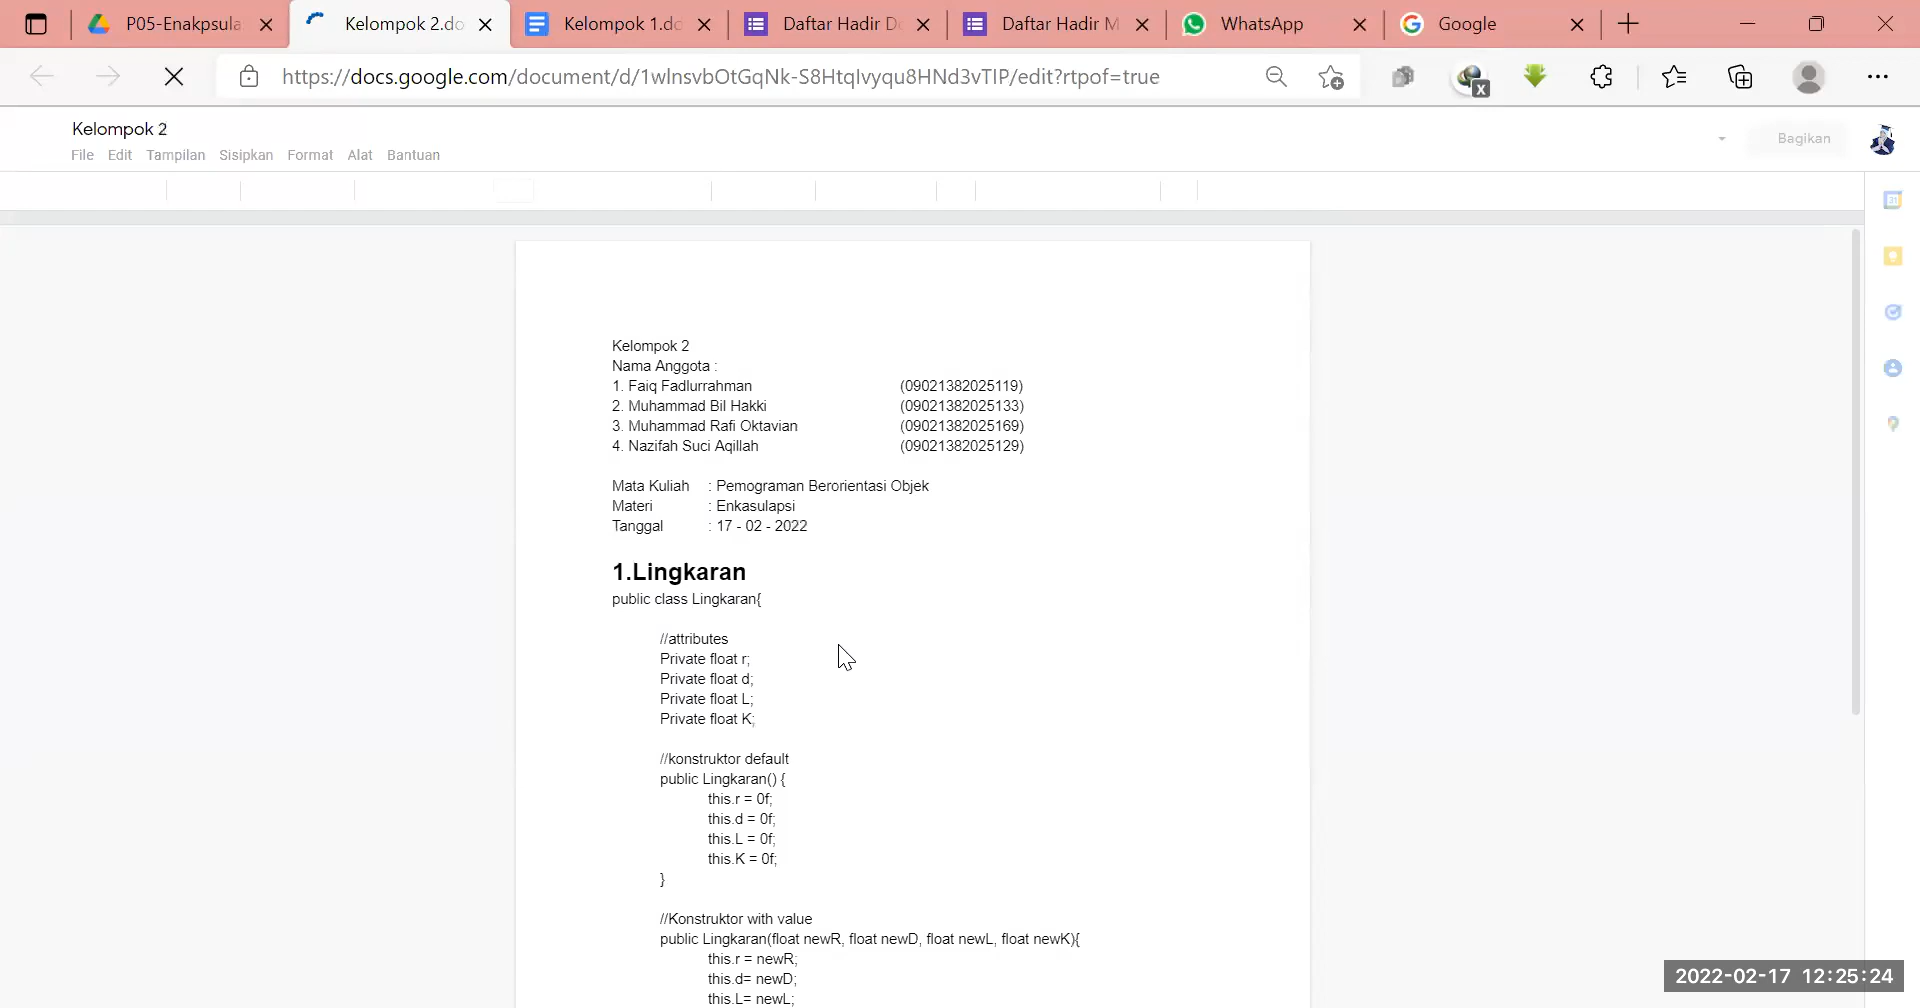 P05-Enakpsula
Kelompok 2.do
Kelompok 1.do
Daftar Hadir Do
Daftar Hadir M
WhatsApp
Google
https://docs.google.com/document/d/1wlnsvbOtGqNk-S8HtqIvyqu8HNd3vTIP/edit?rtpof=true
Kelompok 2
File Edit Tampilan Sisipkan Format Alat Bantuan
Bagikan
Kelompok 2
Nama Anggota :
1. Faiq Fadlurrahman (09021382025119)
2. Muhammad Bil Hakki (09021382025133)
3. Muhammad Rafi Oktavian (09021382025169)
4. Nazifah Suci Aqillah (09021382025129)
Mata Kuliah : Pemograman Berorientasi Objek
Materi : Enkasulapsi
Tanggal : 17 - 02 - 2022
1.Lingkaran
public class Lingkaran{
//attributes
Private float r;
Private float d;
Private float L;
Private float K;
//konstruktor default
public Lingkaran() {
this.r = 0f;
this.d = 0f;
this.L = 0f;
this.K = 0f;
}
//Konstruktor with value
public Lingkaran(float newR, float newD, float newL, float newK){
this.r = newR;
this.d= newD;
this.L= newL;
2022-02-17 12:25:24